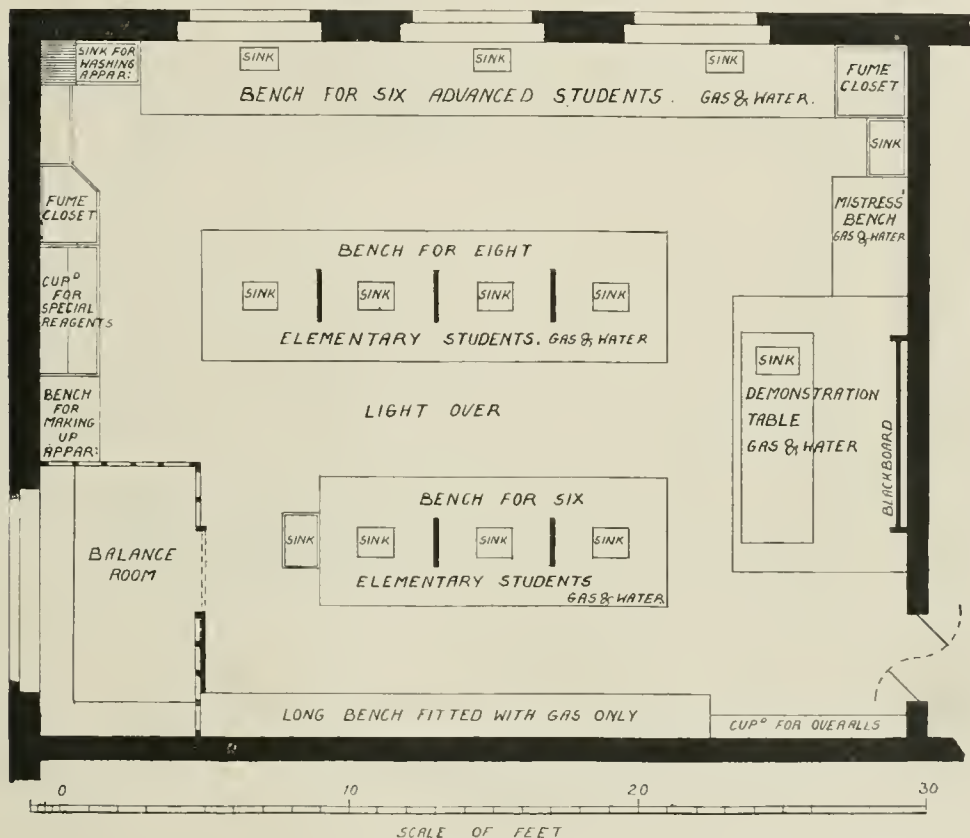 SINK FOR
WASHING
APPAR:
SINK
SINK
SINK
BENCH FOR SIX ADVANCED STUDENTS. GAS & WATER.
FUME
CLOSET
SINK
MISTRESS'
BENCH
GAS & WATER
FUME
CLOSET
CUPD
FOR
SPECIAL
REAGENTS
BENCH
FOR
MAKING
UP
APPAR:
BENCH FOR EIGHT
SINK
SINK
SINK
SINK
ELEMENTARY STUDENTS. GAS & WATER
LIGHT OVER
SINK
DEMONSTRATION
TABLE
GAS & WATER
BLACKBOARD
BENCH FOR SIX
SINK
SINK
SINK
SINK
ELEMENTARY STUDENTS
GAS & WATER
BALANCE
ROOM
LONG BENCH FITTED WITH GAS ONLY
CUPD FOR OVERALLS
0 10 20 30
SCALE OF FEET